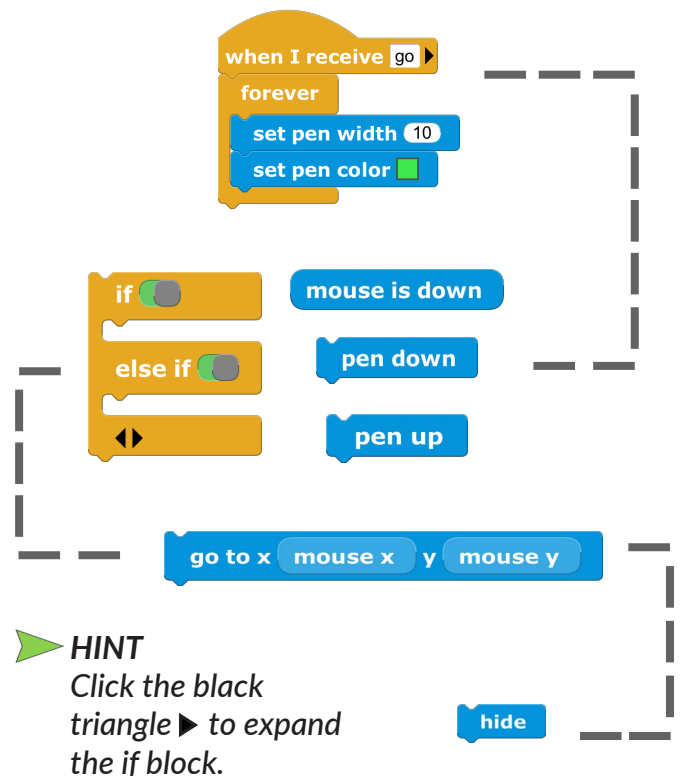 when I receive go
forever
set pen width 10
set pen color
if
mouse is down
else if
pen down
pen up
go to x mouse x y mouse y
HINT
Click the black
triangle ▶ to expand
the if block.
hide